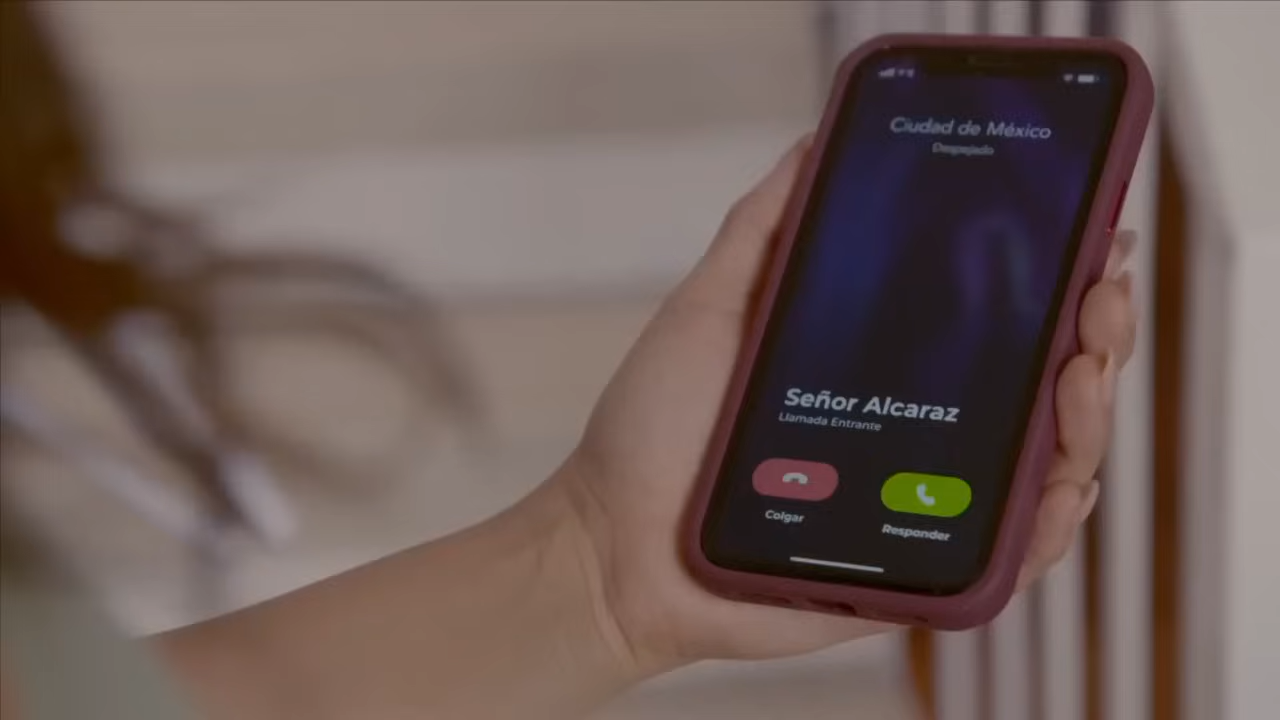 Ciudad de México
Despejado
Señor Alcaraz
Llamada Entrante
Colgar
Responder